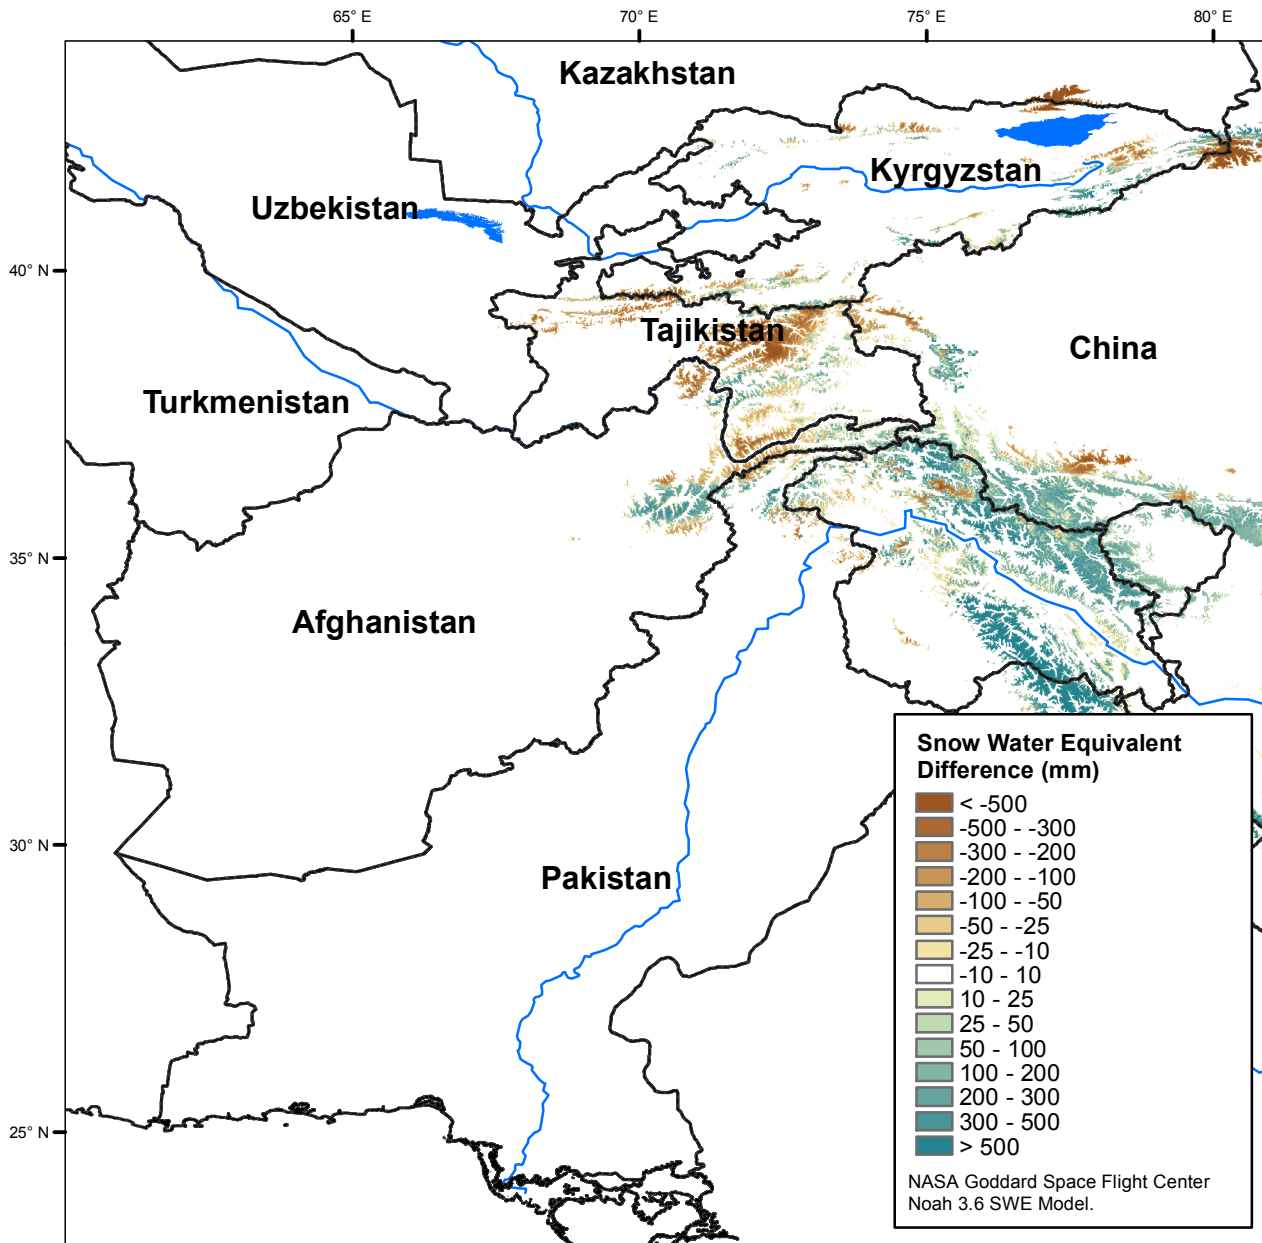 65° E
70° E
75° E
80° E
Kazakhstan
Kyrgyzstan
Uzbekistan
40° N
Tajikistan
China
Turkmenistan
35° N
Afghanistan
Snow Water Equivalent
Difference (mm)
< -500
-500 - -300
-300 - -200
-200 - -100
-100 - -50
-50 - -25
-25 - -10
-10 - 10
10 - 25
25 - 50
50 - 100
100 - 200
200 - 300
300 - 500
> 500
NASA Goddard Space Flight Center
Noah 3.6 SWE Model.
30° N
Pakistan
25° N